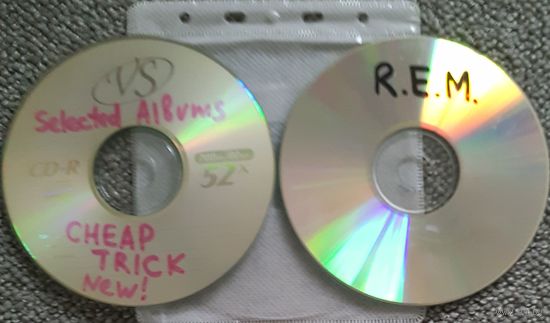 VS
Selected Albums
CD-R
52x
CHEAP
TRICK
New!
R.E.M.